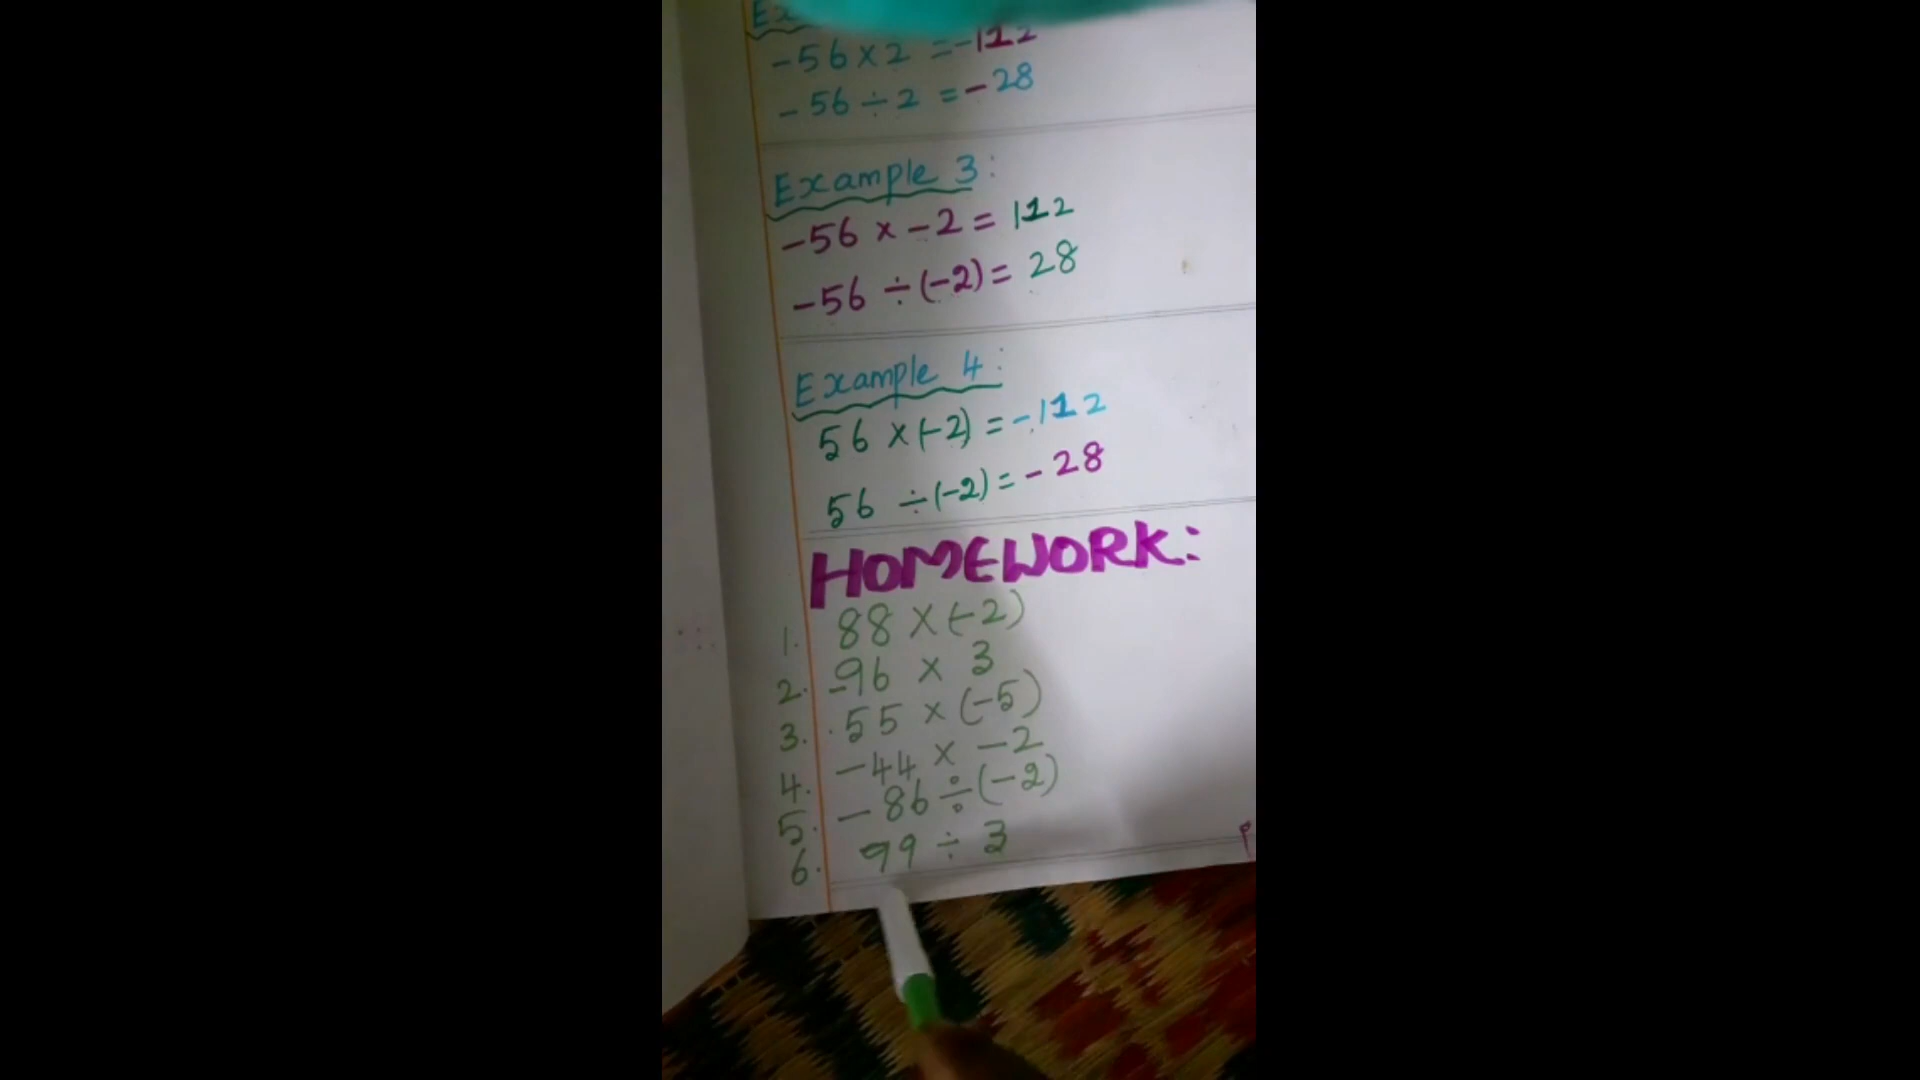 -56 × 2 = -112
-56 ÷ 2 = -28
Example 3:
-56 × -2 = 112
-56 ÷ (-2) = 28
Example 4:
56 × (-2) = -112
56 ÷ (-2) = -28
HOMEWORK:
1. 88 × (-2)
2. -96 × 3
3. 55 × (-5)
4. -44 × -2
5. -86 ÷ (-2)
6. 99 ÷ 3